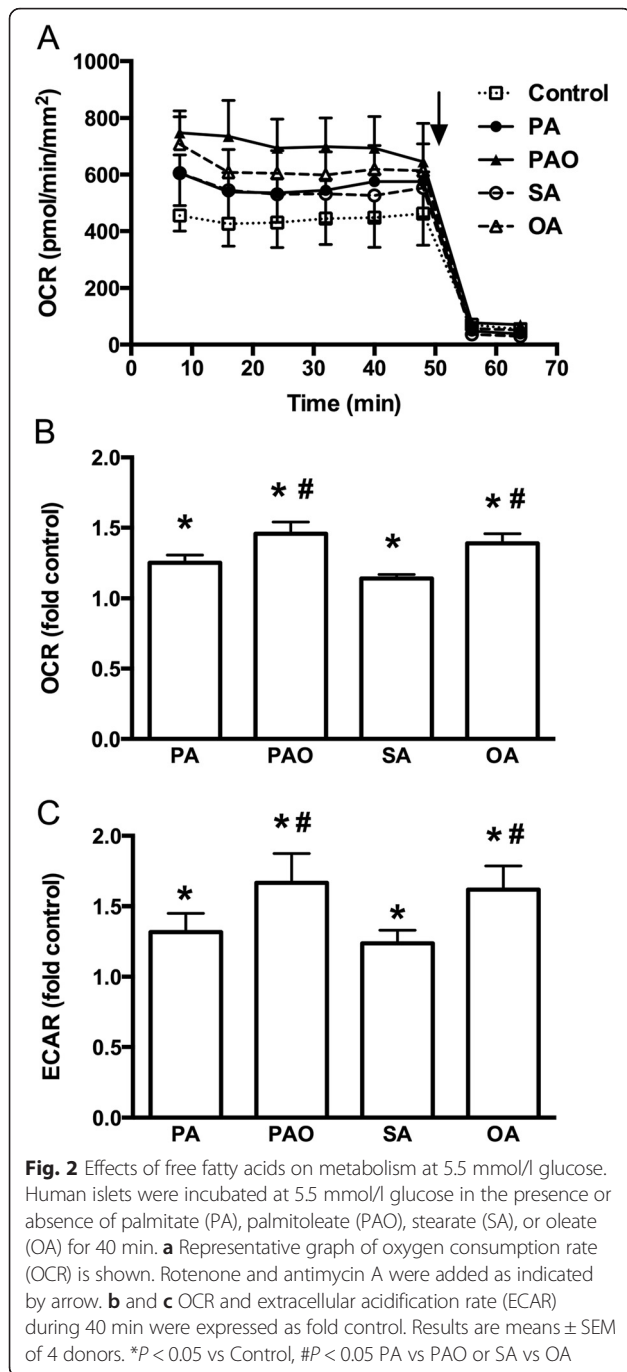 A
OCR (pmol/min/mm²)
1000
800
600
400
200
0
0 10 20 30 40 50 60 70
Time (min)
Control
PA
PAO
SA
OA
B
OCR (fold control)
2.0
1.5
1.0
0.5
0.0
* * # * * #
PA PAO SA OA
C
ECAR (fold control)
2.0
1.5
1.0
0.5
0.0
* * # * * #
PA PAO SA OA
Fig. 2 Effects of free fatty acids on metabolism at 5.5 mmol/l glucose.
Human islets were incubated at 5.5 mmol/l glucose in the presence or
absence of palmitate (PA), palmitoleate (PAO), stearate (SA), or oleate
(OA) for 40 min. a Representative graph of oxygen consumption rate
(OCR) is shown. Rotenone and antimycin A were added as indicated
by arrow. b and c OCR and extracellular acidification rate (ECAR)
during 40 min were expressed as fold control. Results are means ± SEM
of 4 donors. *P < 0.05 vs Control, #P < 0.05 PA vs PAO or SA vs OA